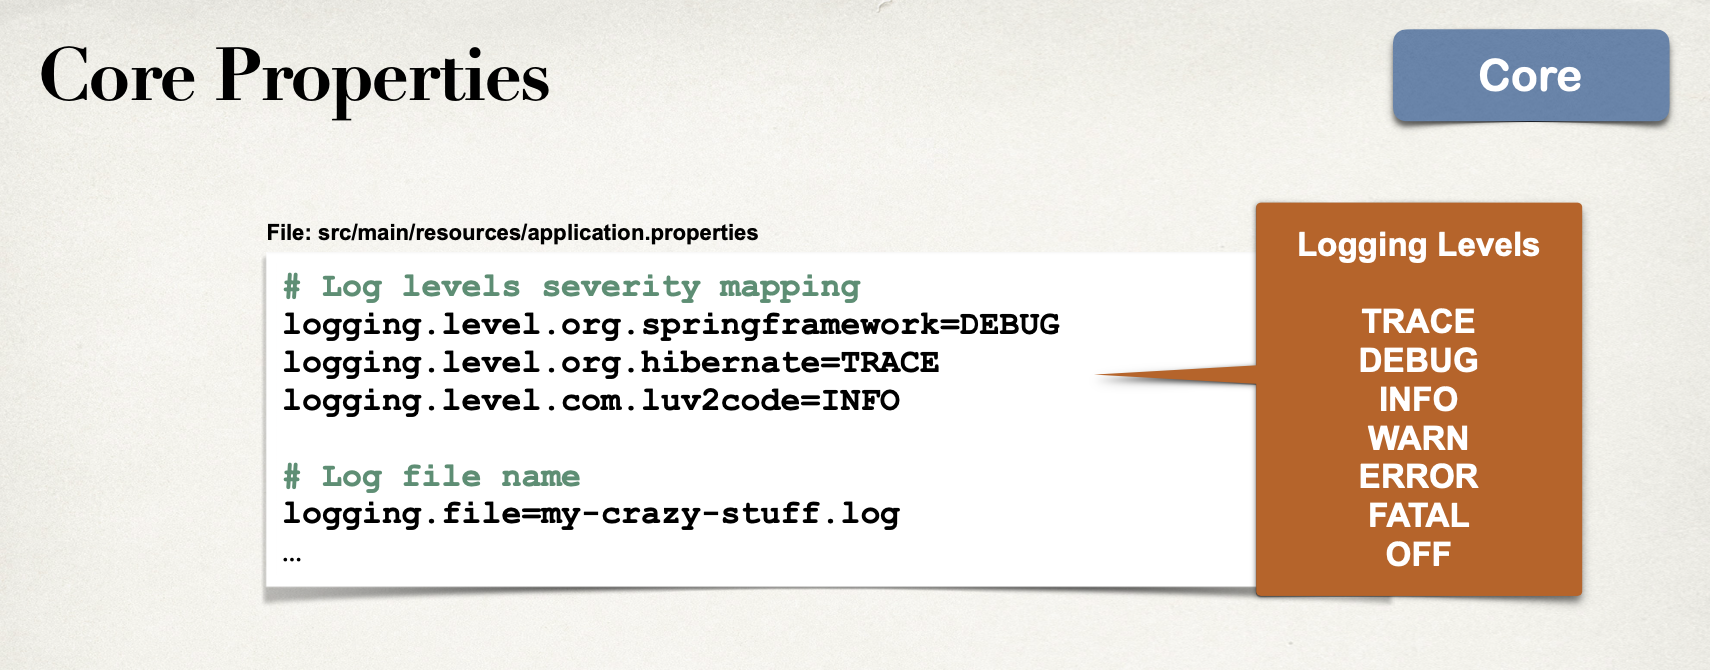 Core Properties
Core
File: src/main/resources/application.properties
# Log levels severity mapping
logging.level.org.springframework=DEBUG
logging.level.org.hibernate=TRACE
logging.level.com.luv2code=INFO
# Log file name
logging.file=my-crazy-stuff.log
...
Logging Levels
TRACE
DEBUG
INFO
WARN
ERROR
FATAL
OFF